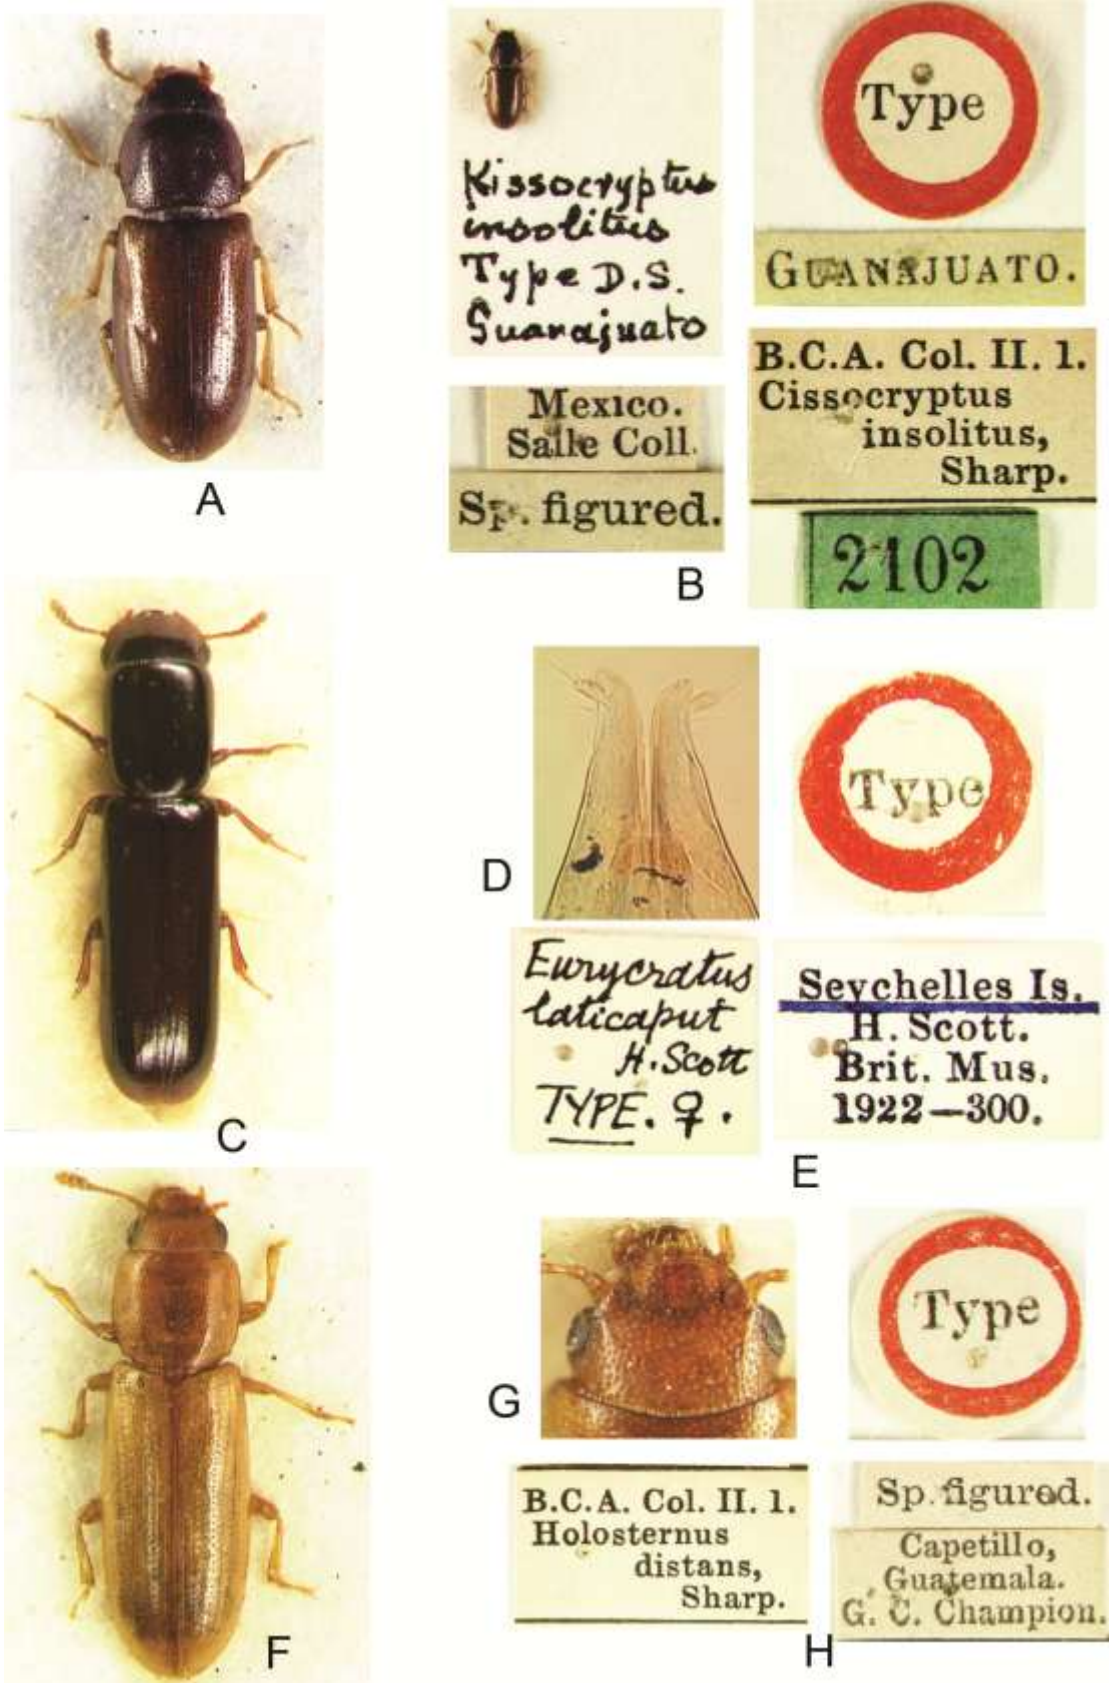 A
Kissocryptus
insolitus
Type D.S.
Guanajuato
Mexico.
Salle Coll.
Sp. figured.
Type
GUANAJUATO.
B.C.A. Col. II. 1.
Cissocryptus
insolitus,
Sharp.
2102
B
C
D
Type
Eurycratus
laticaput
H. Scott
TYPE. ♀.
Seychelles Is.
H. Scott.
Brit. Mus.
1922—300.
E
F
G
Type
B.C.A. Col. II. 1.
Holosternus
distans,
Sharp.
Sp. figured.
Capetillo,
Guatemala.
G. C. Champion.
H